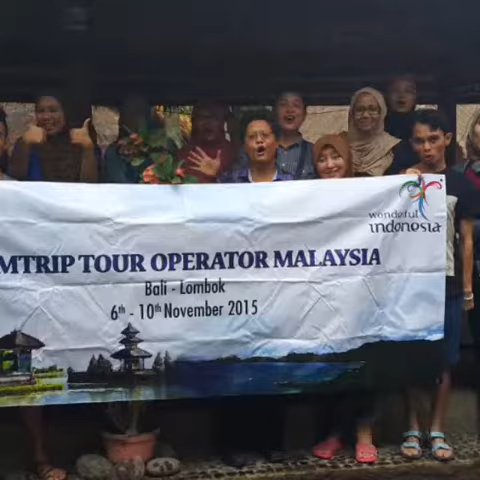 wonderful
indonesia
MTRIP TOUR OPERATOR MALAYSIA
Bali - Lombok
6th - 10th November 2015